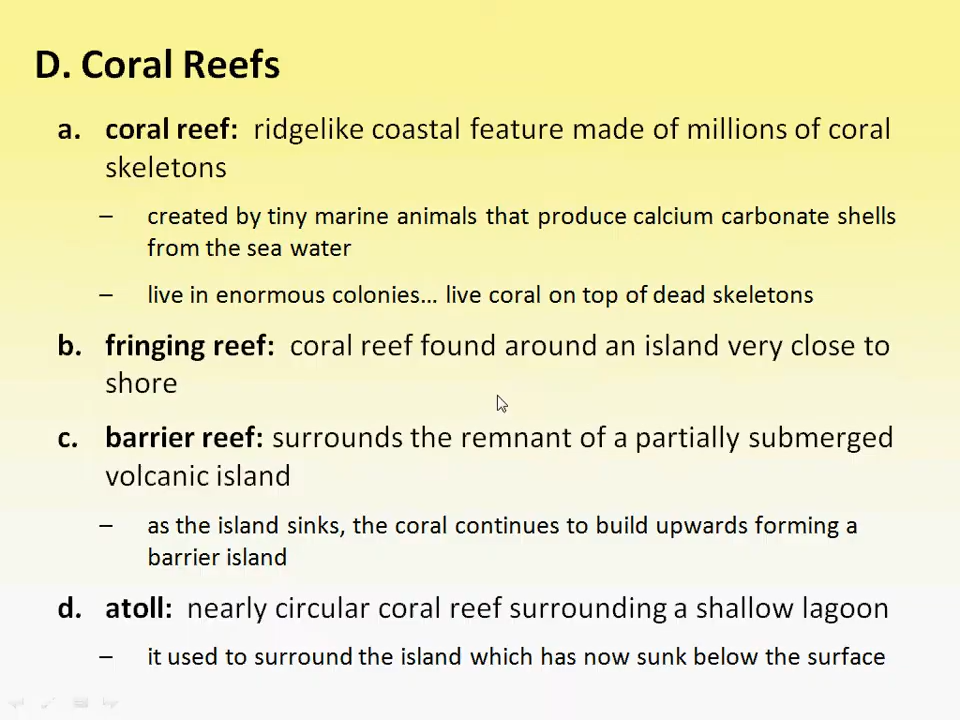 D. Coral Reefs
a. coral reef: ridgelike coastal feature made of millions of coral
skeletons
– created by tiny marine animals that produce calcium carbonate shells
from the sea water
– live in enormous colonies... live coral on top of dead skeletons
b. fringing reef: coral reef found around an island very close to
shore
c. barrier reef: surrounds the remnant of a partially submerged
volcanic island
– as the island sinks, the coral continues to build upwards forming a
barrier island
d. atoll: nearly circular coral reef surrounding a shallow lagoon
– it used to surround the island which has now sunk below the surface